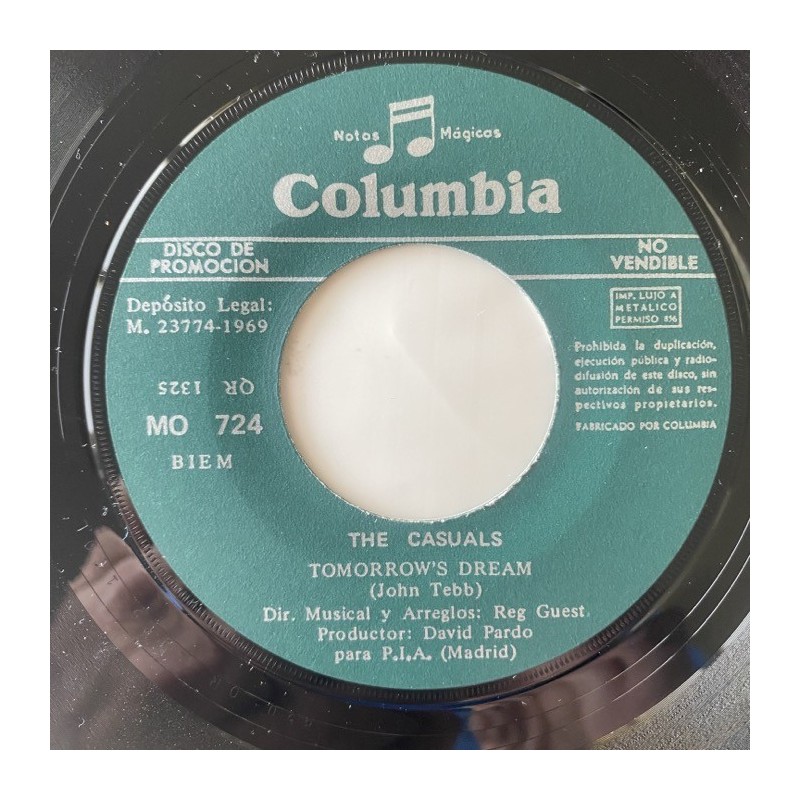 Notas Mágicas
Columbia
DISCO DE
PROMOCION
NO
VENDIBLE
Depósito Legal:
M. 23774-1969
QR 1325
MO 724
BIEM
IMP. LUJO A
METALICO
PERMISO 856
Prohibida la duplicación,
ejecución pública y radio-
difusión de este disco, sin
autorización de sus res-
pectivos propietarios.
FABRICADO POR COLUMBIA
THE CASUALS
TOMORROW'S DREAM
(John Tebb)
Dir. Musical y Arreglos: Reg Guest.
Productor: David Pardo
para P.I.A. (Madrid)